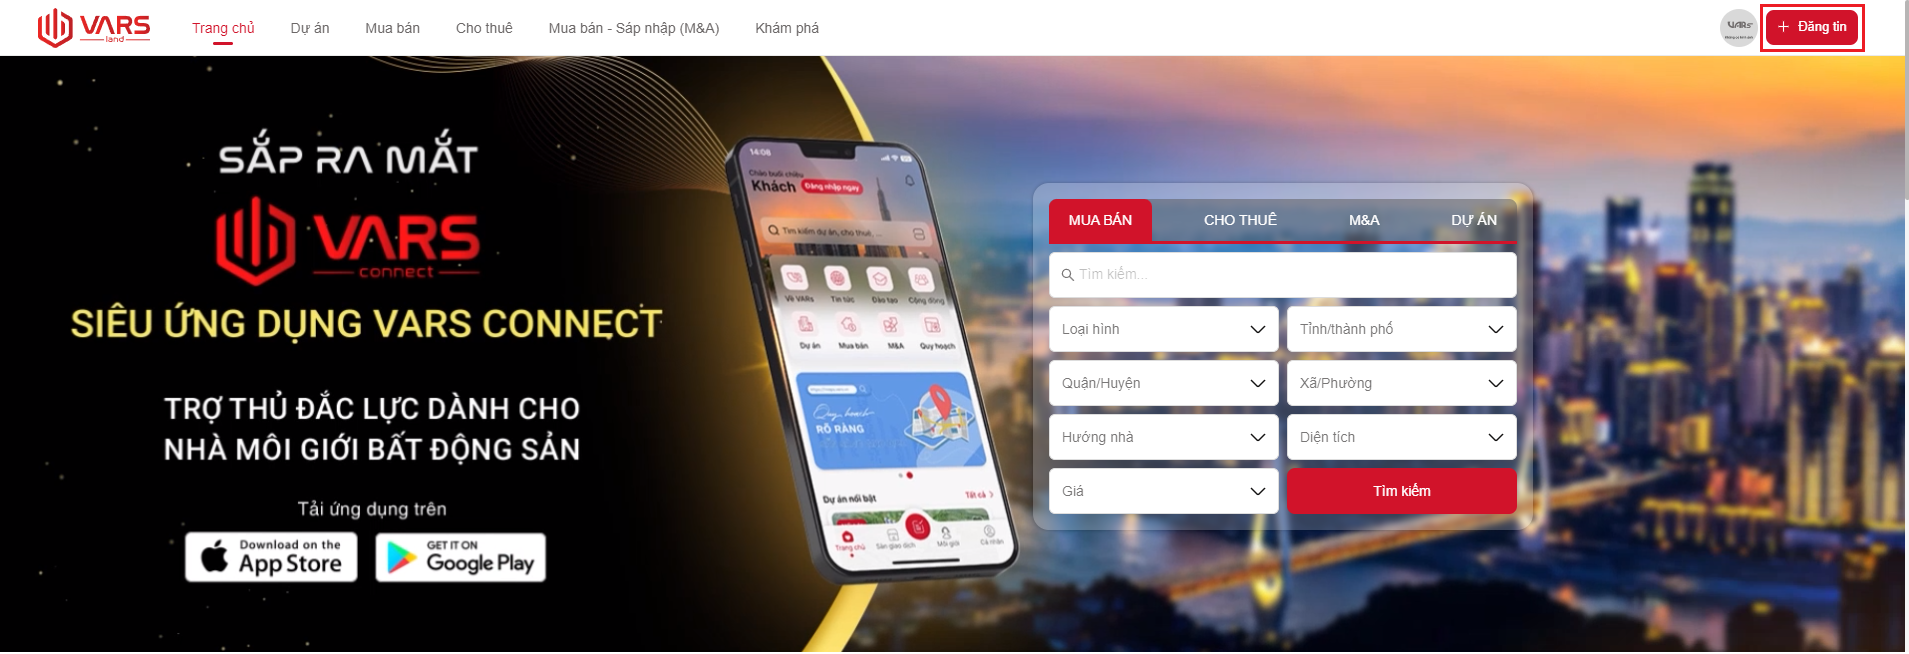 VARS
land
Trang chủ
Dự án
Mua bán
Cho thuê
Mua bán - Sáp nhập (M&A)
Khám phá
VARS
+ Đăng tin
SẮP RA MẮT
VARS
connect
SIÊU ỨNG DỤNG VARS CONNECT
TRỢ THỦ ĐẮC LỰC DÀNH CHO
NHÀ MÔI GIỚI BẤT ĐỘNG SẢN
Tải ứng dụng trên
Download on the
App Store
GET IT ON
Google Play
14:08
Chào buổi chiều
Khách
Đăng nhập ngay
Tìm kiếm dự án, cho thuê, ...
Về VARs
Tin tức
Đào tạo
Cộng đồng
Dự án
Mua bán
M&A
Quy hoạch
Quy hoạch
RÕ RÀNG
Dự án nổi bật
Tất cả
Trang chủ
Sàn giao dịch
Môi giới
Cá nhân
MUA BÁN
CHO THUÊ
M&A
DỰ ÁN
Tìm kiếm...
Loại hình
Tỉnh/thành phố
Quận/Huyện
Xã/Phường
Hướng nhà
Diện tích
Giá
Tìm kiếm